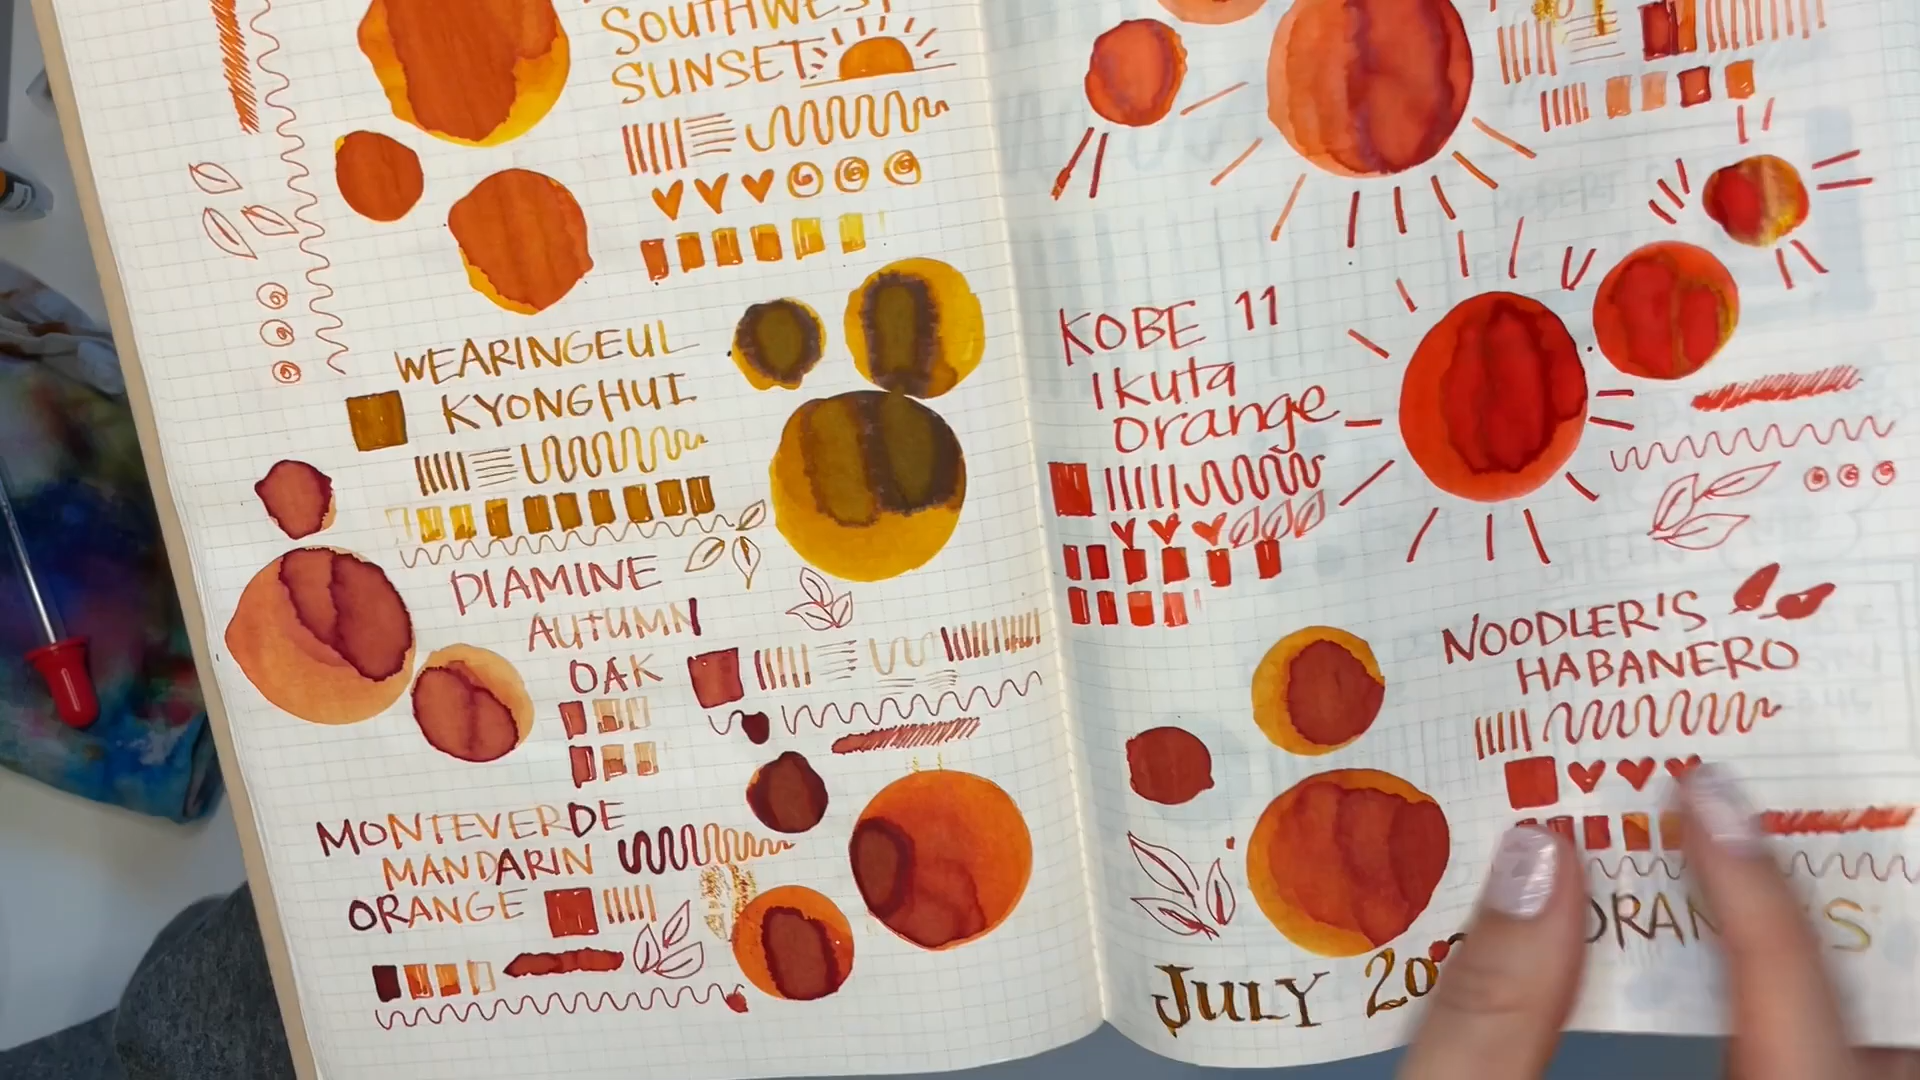 SOUTHWEST
SUNSET
WEARINGEUL
KYONGHUI
DIAMINE
AUTUMN
OAK
MONTEVERDE
MANDARIN
ORANGE
KOBE 11
Ikuta
orange
NOODLER'S
HABANERO
JULY